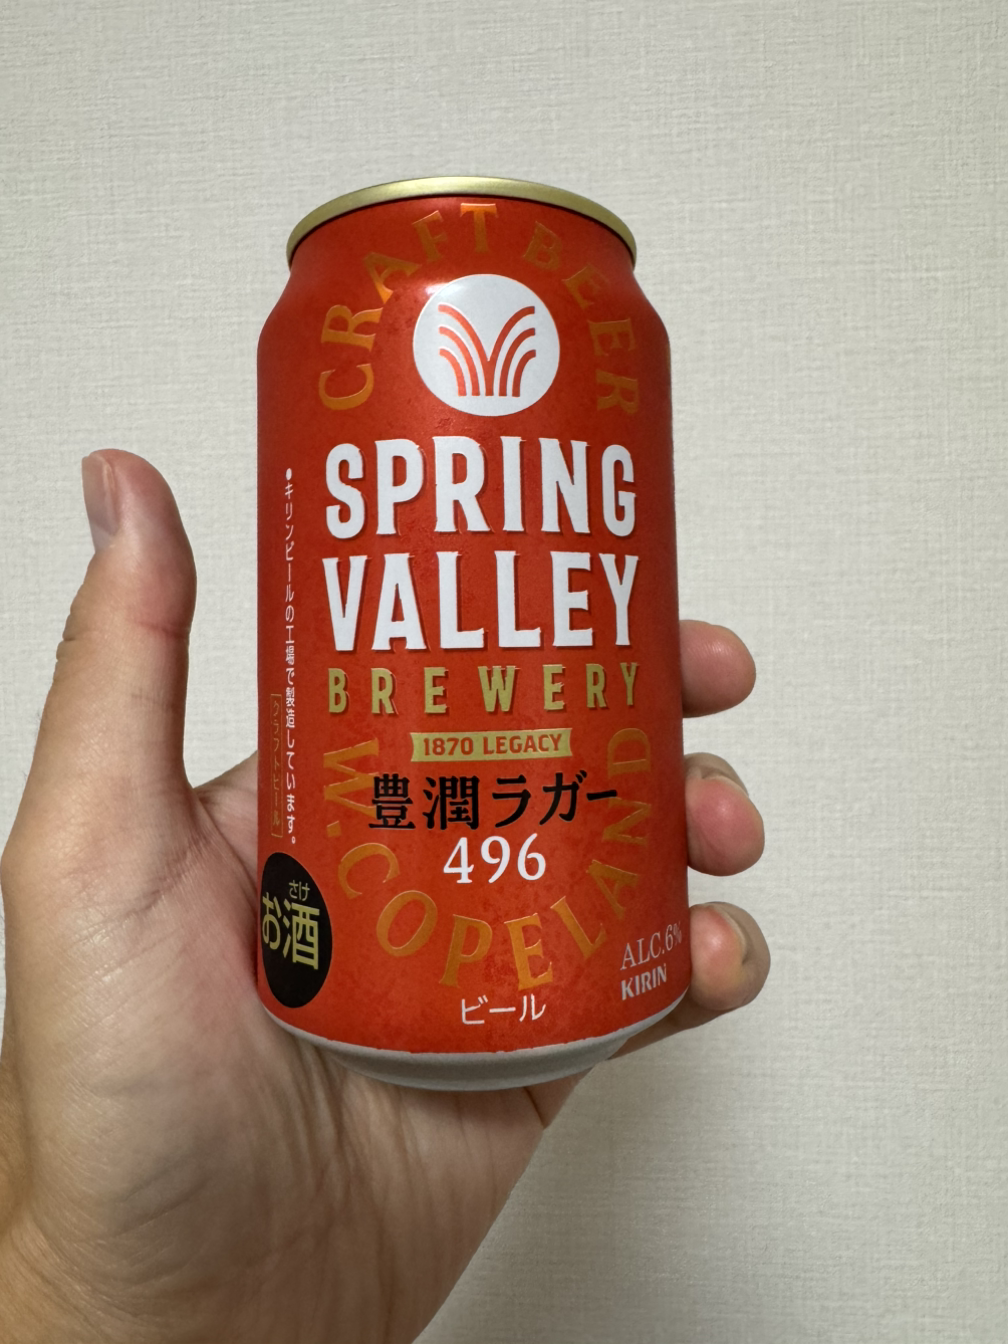 CRAFT BEER
SPRING
VALLEY
BREWERY
1870 LEGACY
豊潤ラガー
496
W.COPELAND
ビール
ALC.6%
KIRIN
●キリンビールの工場で製造しています。
クラフトビール
さけ
お酒